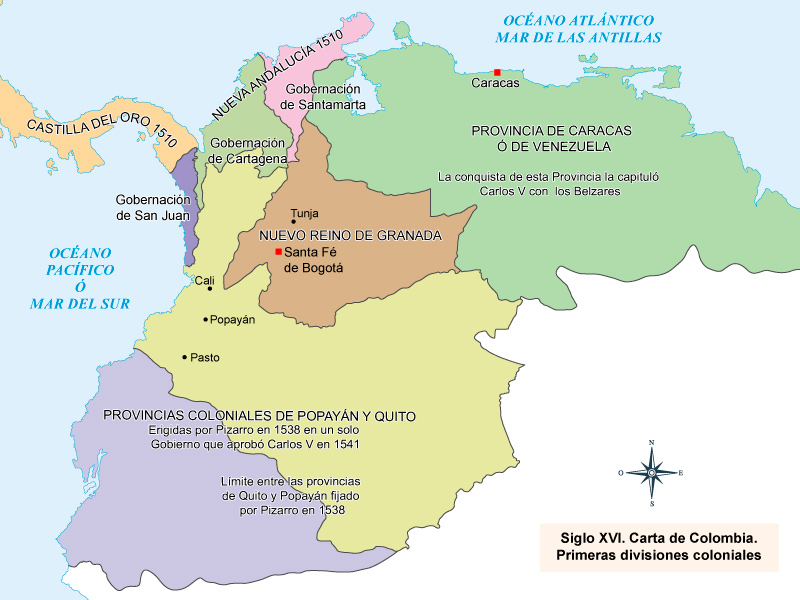 OCÉANO ATLÁNTICO
MAR DE LAS ANTILLAS
NUEVA ANDALUCÍA 1510
Caracas
Gobernación
de Santamarta
CASTILLA DEL ORO 1510
PROVINCIA DE CARACAS
Ó DE VENEZUELA
Gobernación
de Cartagena
La conquista de esta Provincia la capituló
Carlos V con los Belzares
Gobernación
de San Juan
Tunja
NUEVO REINO DE GRANADA
Santa Fé
de Bogotá
OCÉANO
PACÍFICO
Ó
MAR DEL SUR
Cali
Popayán
Pasto
PROVINCIAS COLONIALES DE POPAYÁN Y QUITO
Erigidas por Pizarro en 1538 en un solo
Gobierno que aprobó Carlos V en 1541
Límite entre las provincias
de Quito y Popayán fijado
por Pizarro en 1538
N
O
E
S
Siglo XVI. Carta de Colombia.
Primeras divisiones coloniales